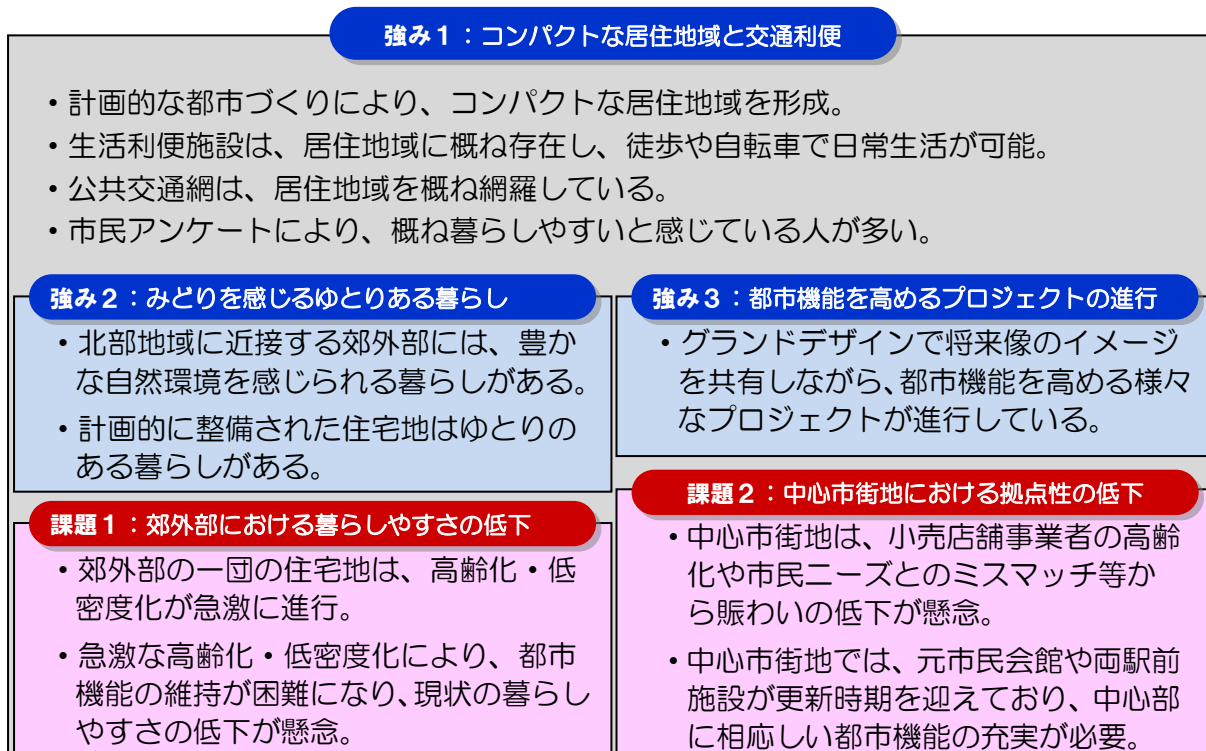 強み1:コンパクトな居住地域と交通利便
・計画的な都市づくりにより、コンパクトな居住地域を形成。
・生活利便施設は、居住地域に概ね存在し、徒歩や自転車で日常生活が可能。
・公共交通網は、居住地域を概ね網羅している。
・市民アンケートにより、概ね暮らしやすいと感じている人が多い。
強み2:みどりを感じるゆとりある暮らし
・北部地域に近接する郊外部には、豊か
な自然環境を感じられる暮らしがある。
・計画的に整備された住宅地はゆとりの
ある暮らしがある。
強み3:都市機能を高めるプロジェクトの進行
・グランドデザインで将来像のイメージ
を共有しながら、都市機能を高める様々
なプロジェクトが進行している。
課題1:郊外部における暮らしやすさの低下
・郊外部の一団の住宅地は、高齢化・低
密度化が急激に進行。
・急激な高齢化・低密度化により、都市
機能の維持が困難になり、現状の暮らし
やすさの低下が懸念。
課題2:中心市街地における拠点性の低下
・中心市街地は、小売店舗事業者の高齢
化や市民ニーズとのミスマッチ等か
ら賑わいの低下が懸念。
・中心市街地では、元市民会館や両駅前
施設が更新時期を迎えており、中心部
に相応しい都市機能の充実が必要。